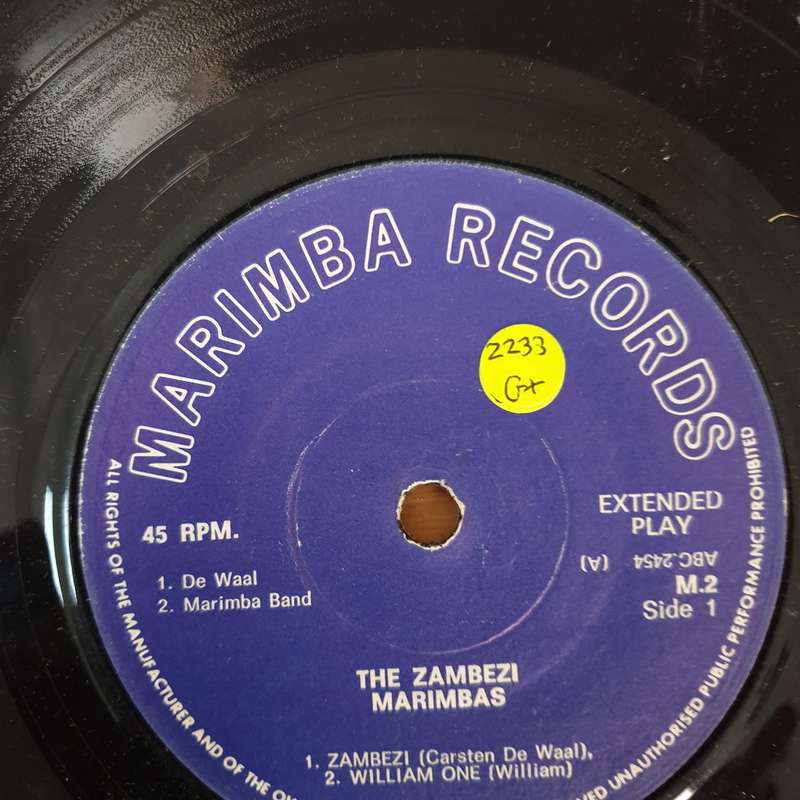 MARIMBA RECORDS
2233
G+
45 RPM.
EXTENDED
PLAY
ABC.2454 (A)
M.2
Side 1
1. De Waal
2. Marimba Band
THE ZAMBEZI
MARIMBAS
1. ZAMBEZI (Carsten De Waal),
2. WILLIAM ONE (William)
ALL RIGHTS OF THE MANUFACTURER AND OF THE
UNAUTHORISED PUBLIC PERFORMANCE PROHIBITED